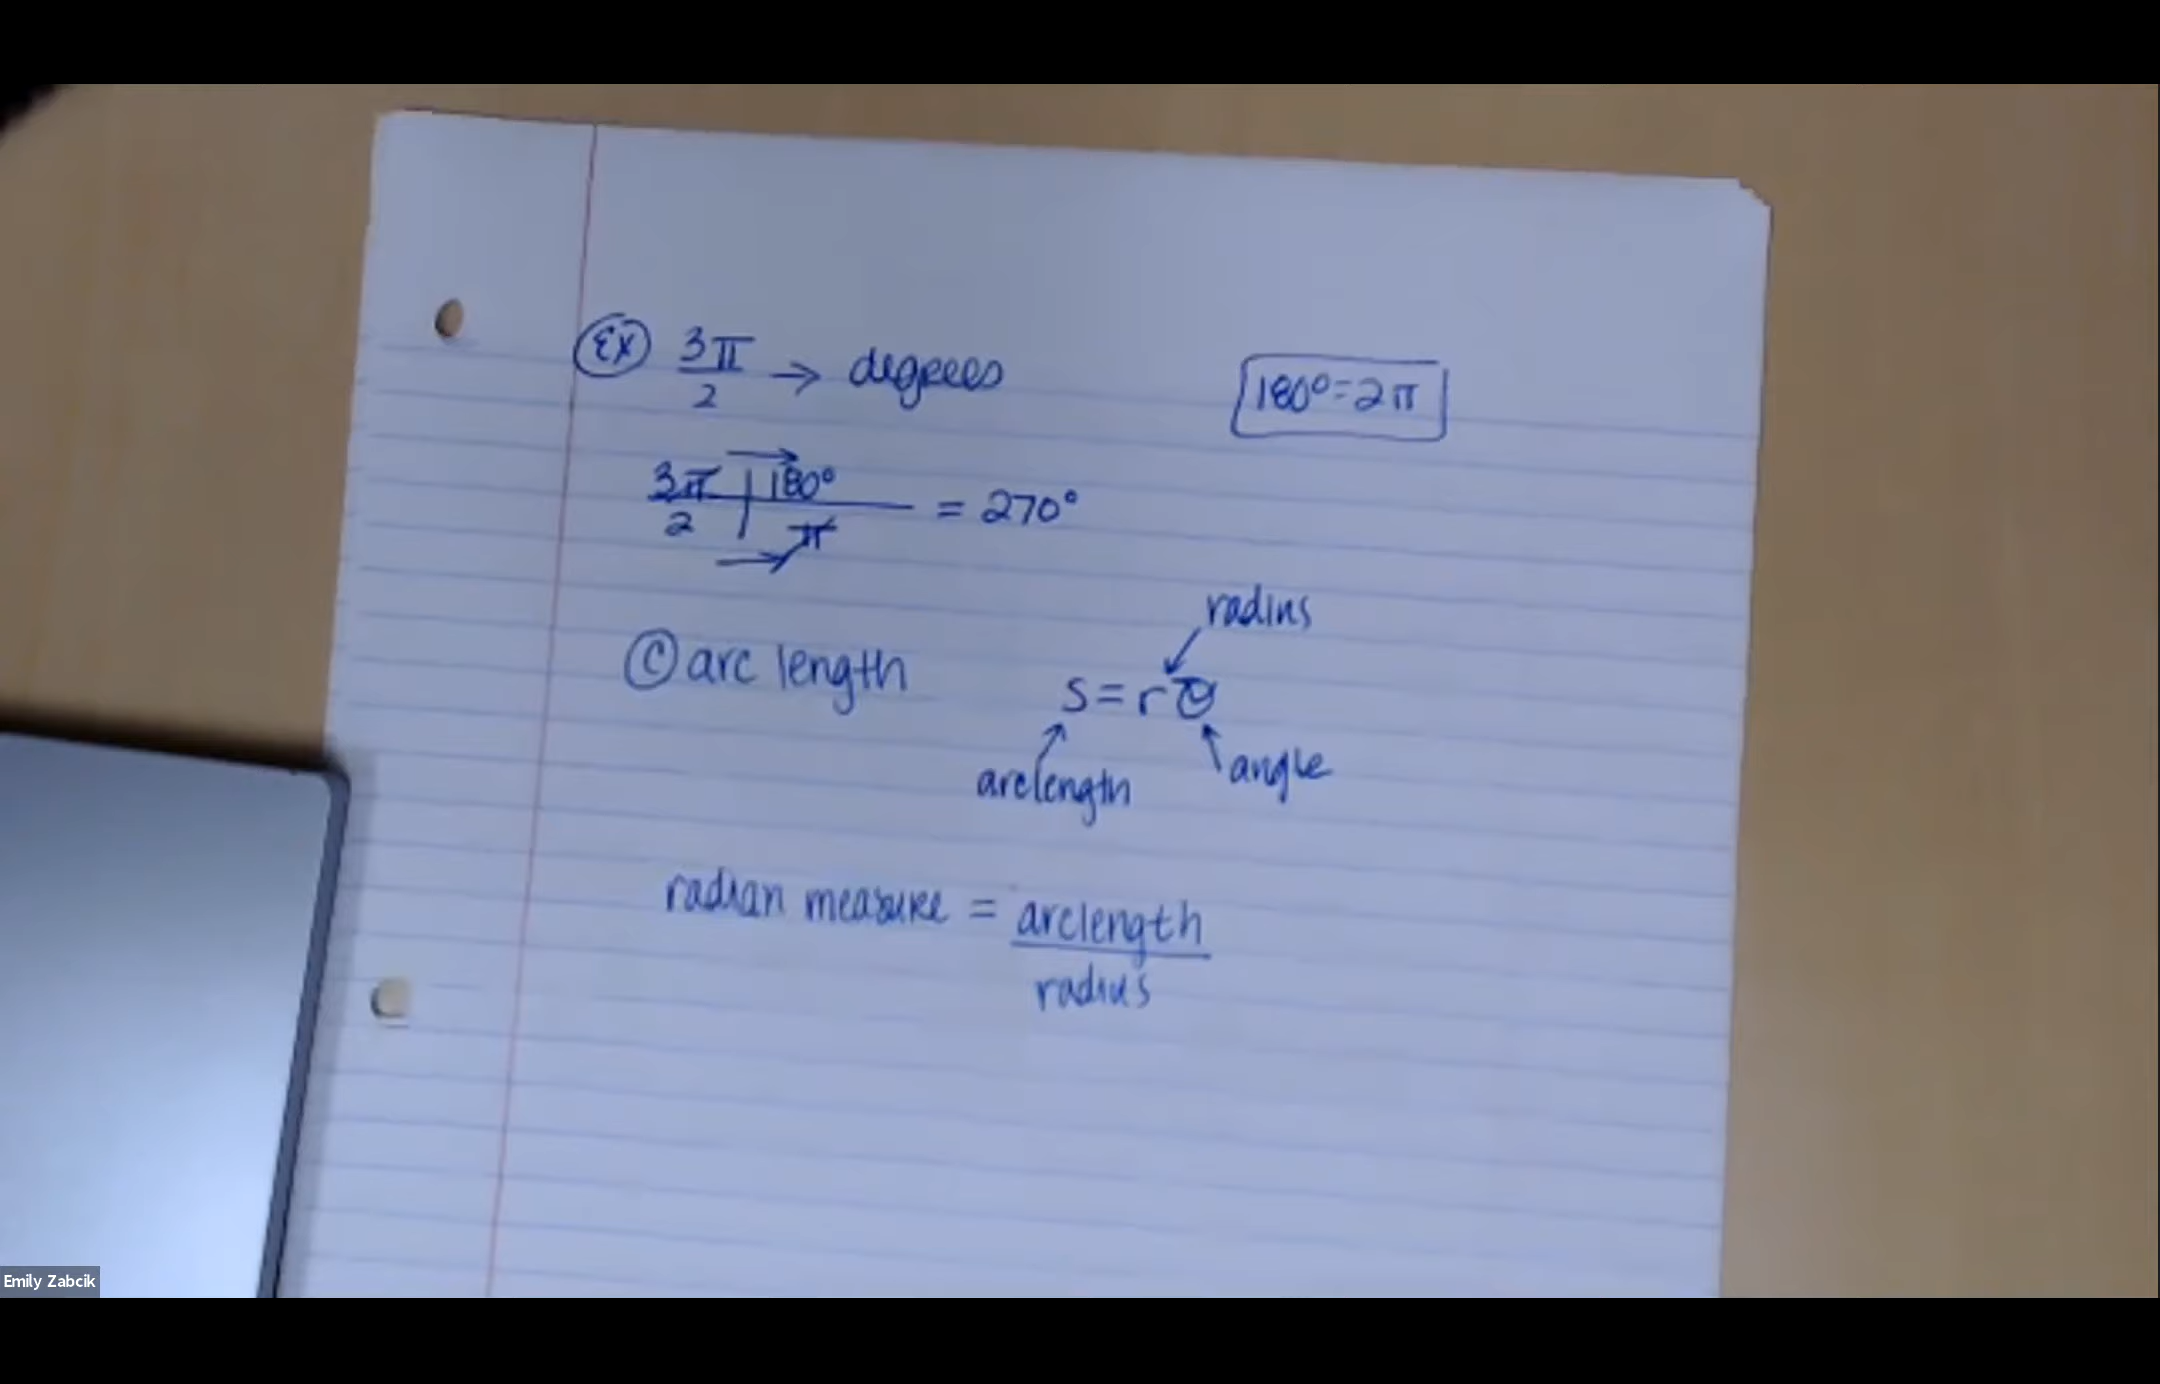 Ex 3π/2 → degrees
180° = 2π
3π/2 | 180°/π = 270°
radius
© arc length
s = rθ
arclength
angle
radian measure = arclength/radius
Emily Zabcik